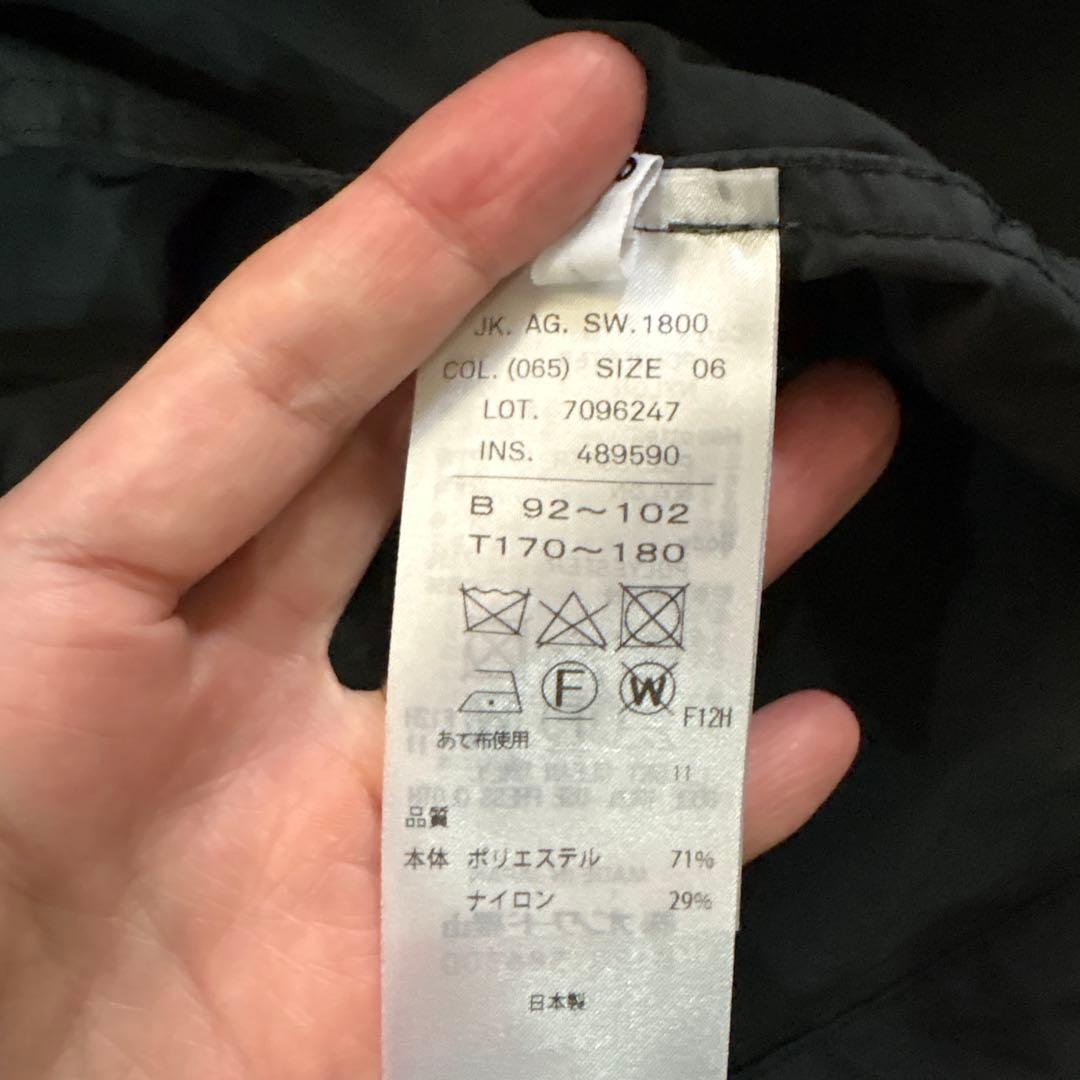 JK. AG. SW.1800
COL. (065) SIZE 06
LOT. 7096247
INS. 489590
B 92～102
T170～180
F W
F12H
あて布使用
11
品質
本体 ポリエステル 71%
ナイロン 29%
日本製